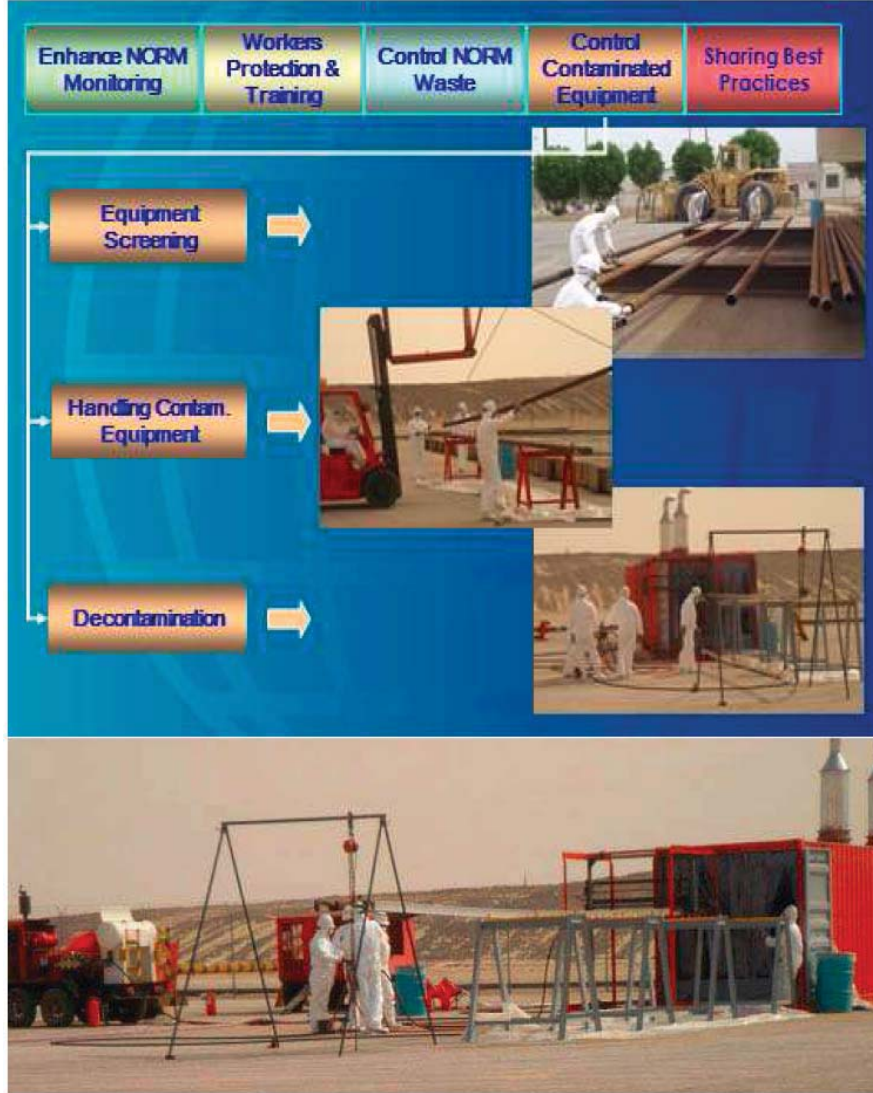 Enhance NORM
Monitoring
Workers
Protection &
Training
Control NORM
Waste
Control
Contaminated
Equipment
Sharing Best
Practices
Equipment
Screening
Handling Contam.
Equipment
Decontamination